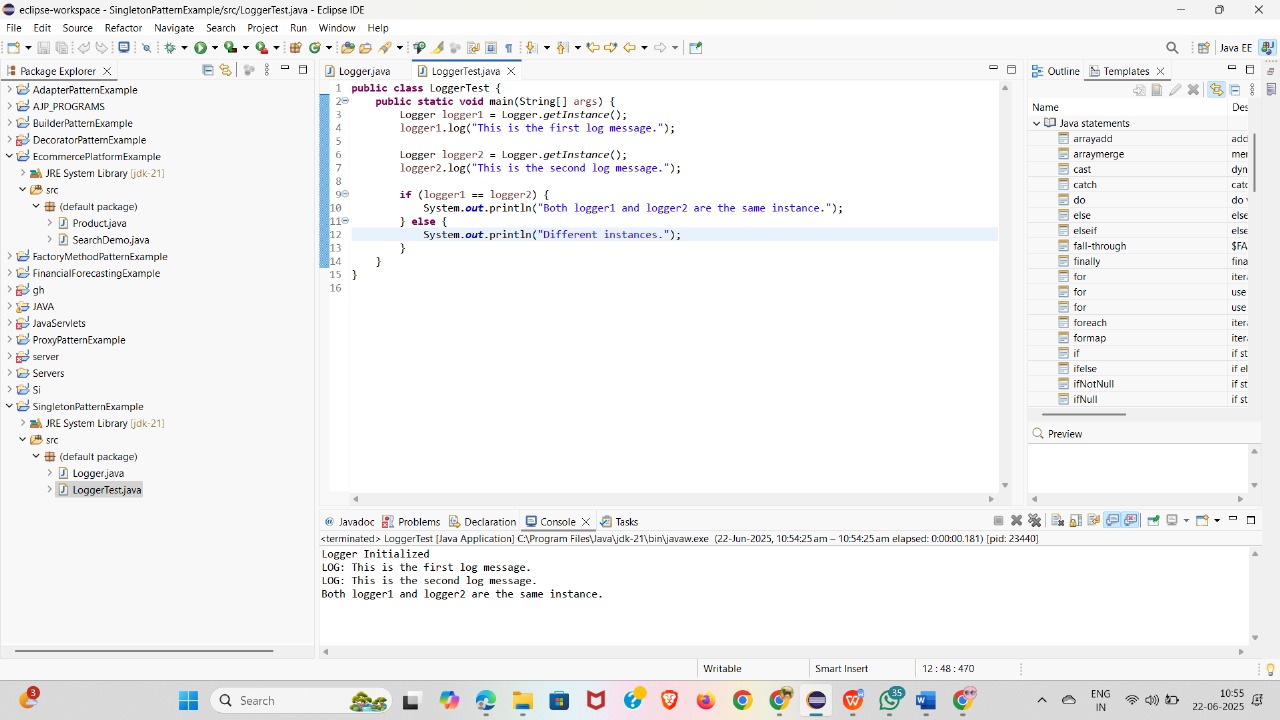 eclipse-workspace - SingletonPatternExample/src/LoggerTest.java - Eclipse IDE
File Edit Source Refactor Navigate Search Project Run Window Help
Java EE
Package Explorer
AdapterPatternExample
AJP_PROGRAMS
BuilderPatternExample
DecoratorPatternExample
EcommercePlatformExample
JRE System Library [jdk-21]
src
(default package)
Product.java
SearchDemo.java
FactoryMethodPatternExample
FinancialForecastingExample
gh
JAVA
JavaServlets
ProxyPatternExample
server
Servers
Si
SingletonPatternExample
JRE System Library [jdk-21]
src
(default package)
Logger.java
LoggerTest.java
Logger.java LoggerTest.java
1 public class LoggerTest {
2 public static void main(String[] args) {
3 Logger logger1 = Logger.getInstance();
4 logger1.log("This is the first log message.");
5
6 Logger logger2 = Logger.getInstance();
7 logger2.log("This is the second log message.");
8
9 if (logger1 == logger2) {
10 System.out.println("Both logger1 and logger2 are the same instance.");
11 } else {
12 System.out.println("Different instances.");
13 }
14 }
15 }
16
Outline Templates
Name Des
Java statements
arrayadd add
arraymerge mer
cast dyn
catch catc
do do
else else
elseif else
fall-through $FA
finally fina
for iter
for use
for use
foreach iter
formap iter
if if st
ifelse if el
ifNotNull if st
ifNull if st
Preview
Javadoc Problems Declaration Console Tasks
<terminated> LoggerTest [Java Application] C:\Program Files\Java\jdk-21\bin\javaw.exe (22-Jun-2025, 10:54:25 am – 10:54:25 am elapsed: 0:00:00.181) [pid: 23440]
Logger Initialized
LOG: This is the first log message.
LOG: This is the second log message.
Both logger1 and logger2 are the same instance.
Writable Smart Insert 12 : 48 : 470
3
Search
35
ENG
IN
10:55
22-06-2025